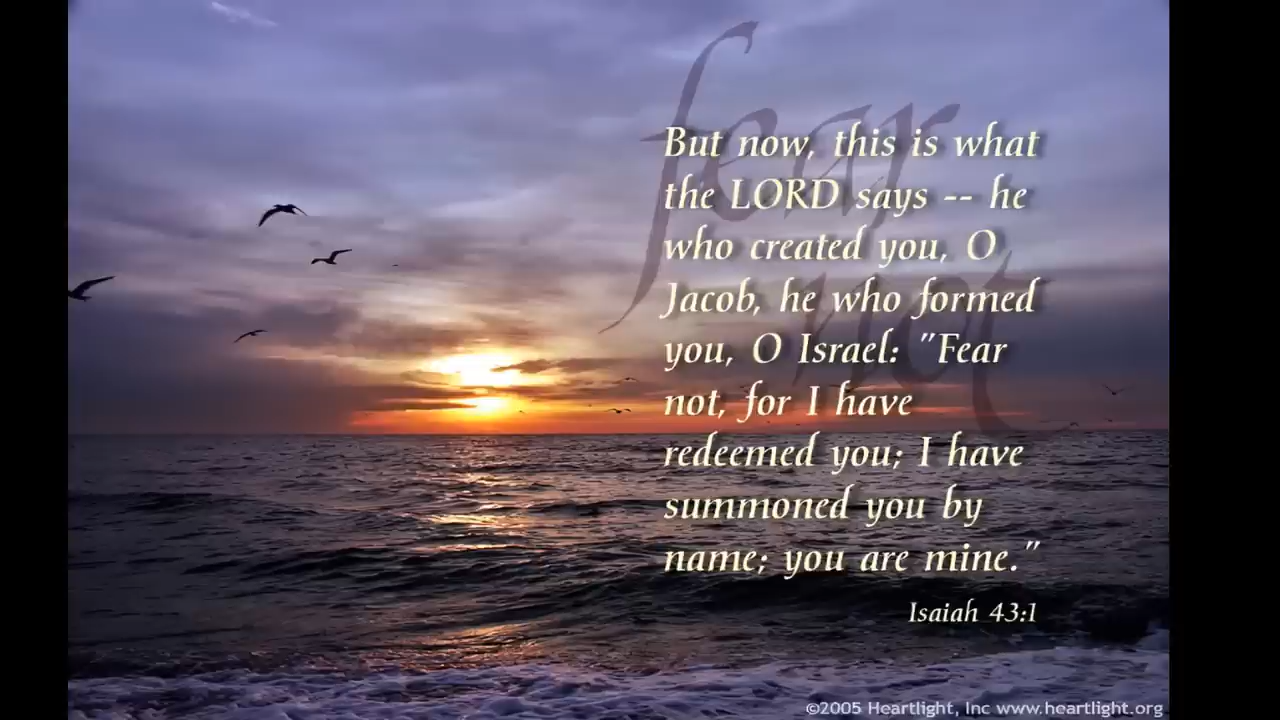 fear
not
But now, this is what
the LORD says -- he
who created you, O
Jacob, he who formed
you, O Israel: "Fear
not, for I have
redeemed you; I have
summoned you by
name; you are mine."
Isaiah 43:1
©2005 Heartlight, Inc www.heartlight.org